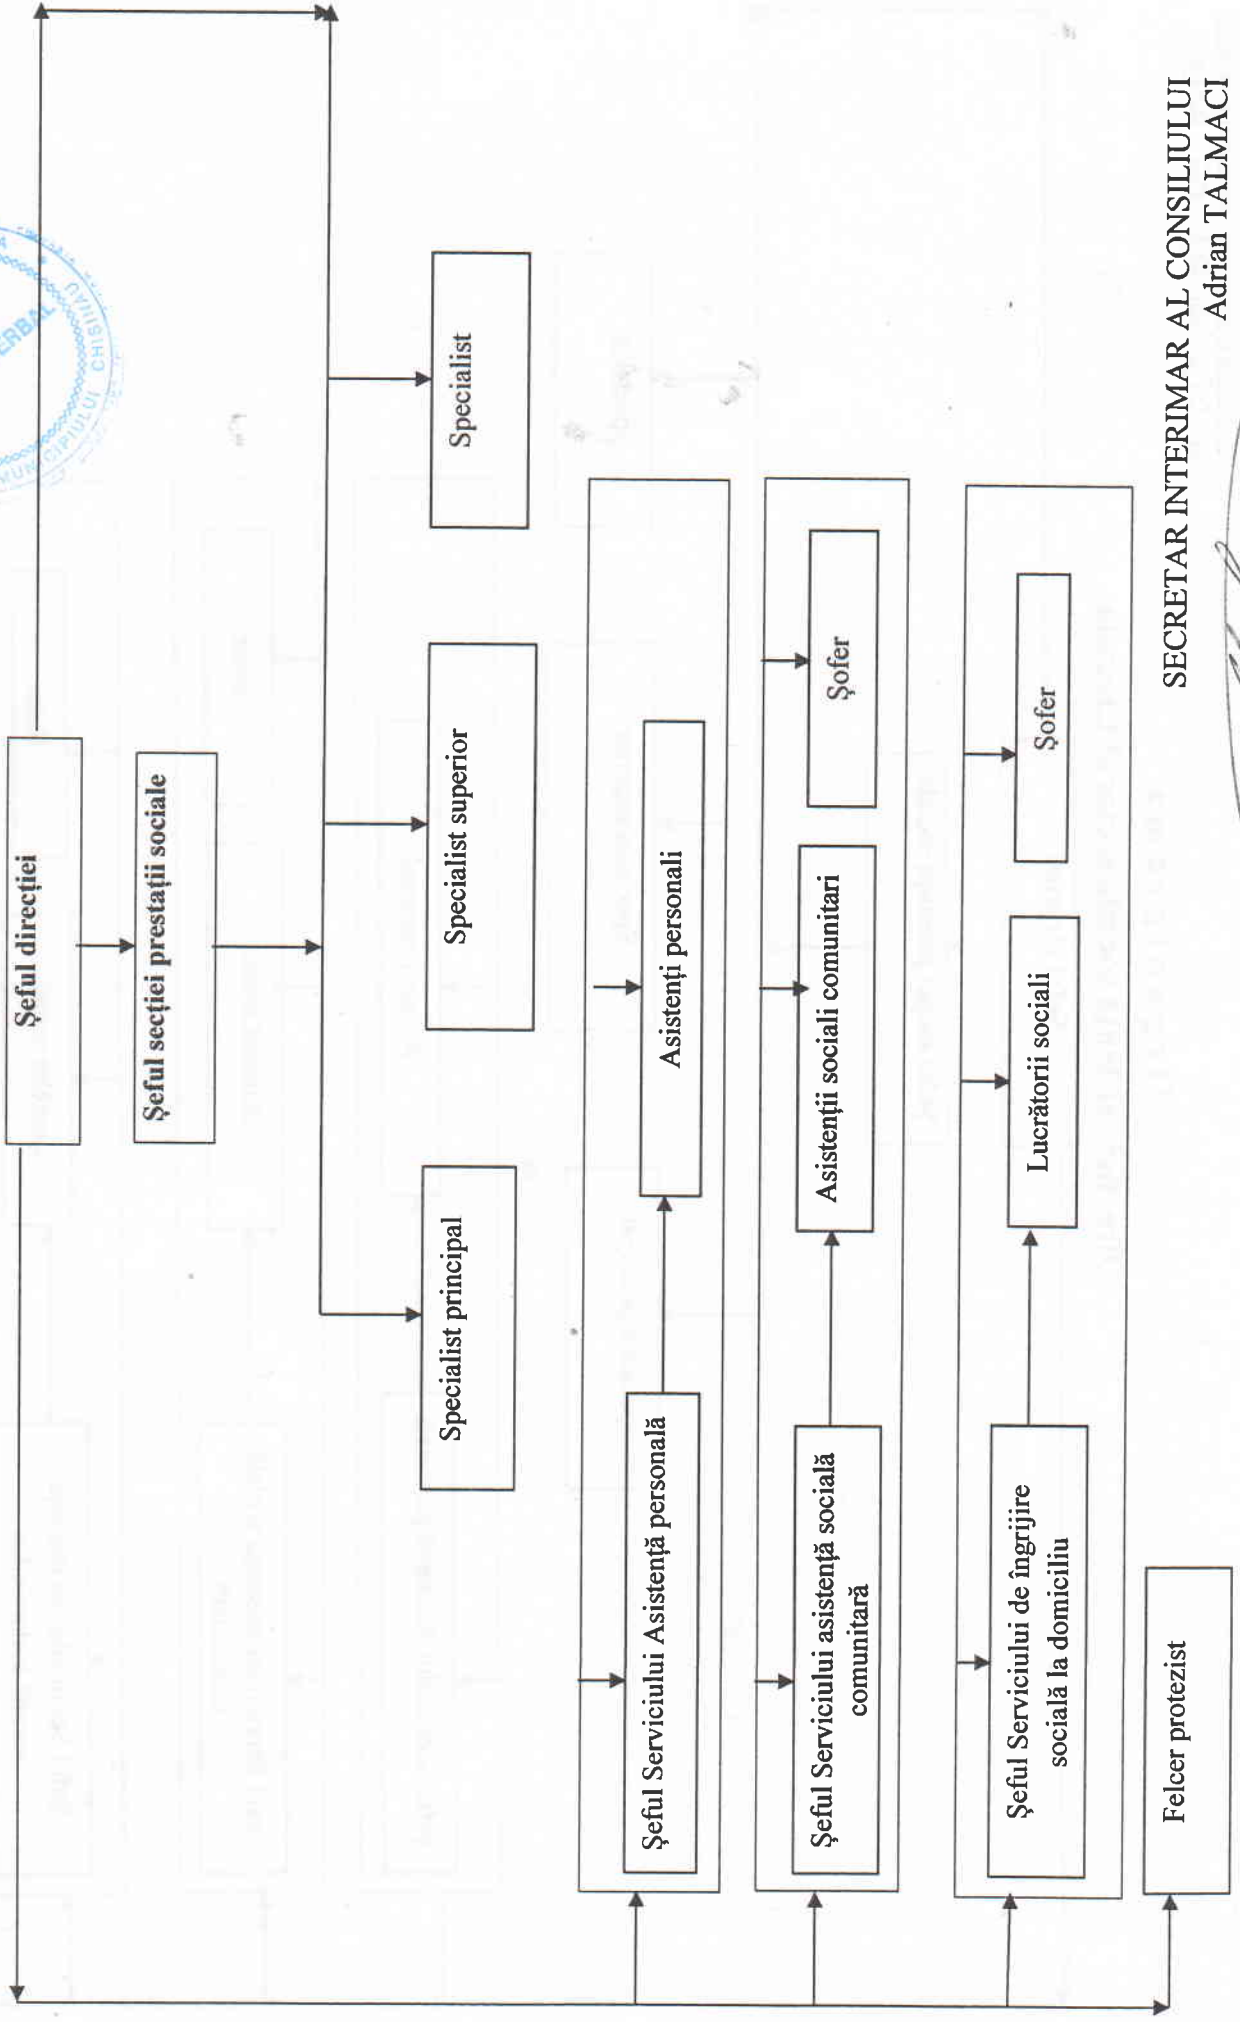 Şeful direcţiei
Şeful secţiei prestaţii sociale
Specialist principal
Specialist superior
Specialist
Şeful Serviciului Asistenţă personală
Asistenţi personali
Şeful Serviciului asistenţă socială
comunitară
Asistenţii sociali comunitari
Şofer
Şeful Serviciului de îngrijire
socială la domiciliu
Lucrătorii sociali
Şofer
Felcer protezist
SECRETAR INTERIMAR AL CONSILIULUI
Adrian TALMACI
MUNICIPIULUI CHIŞINĂU